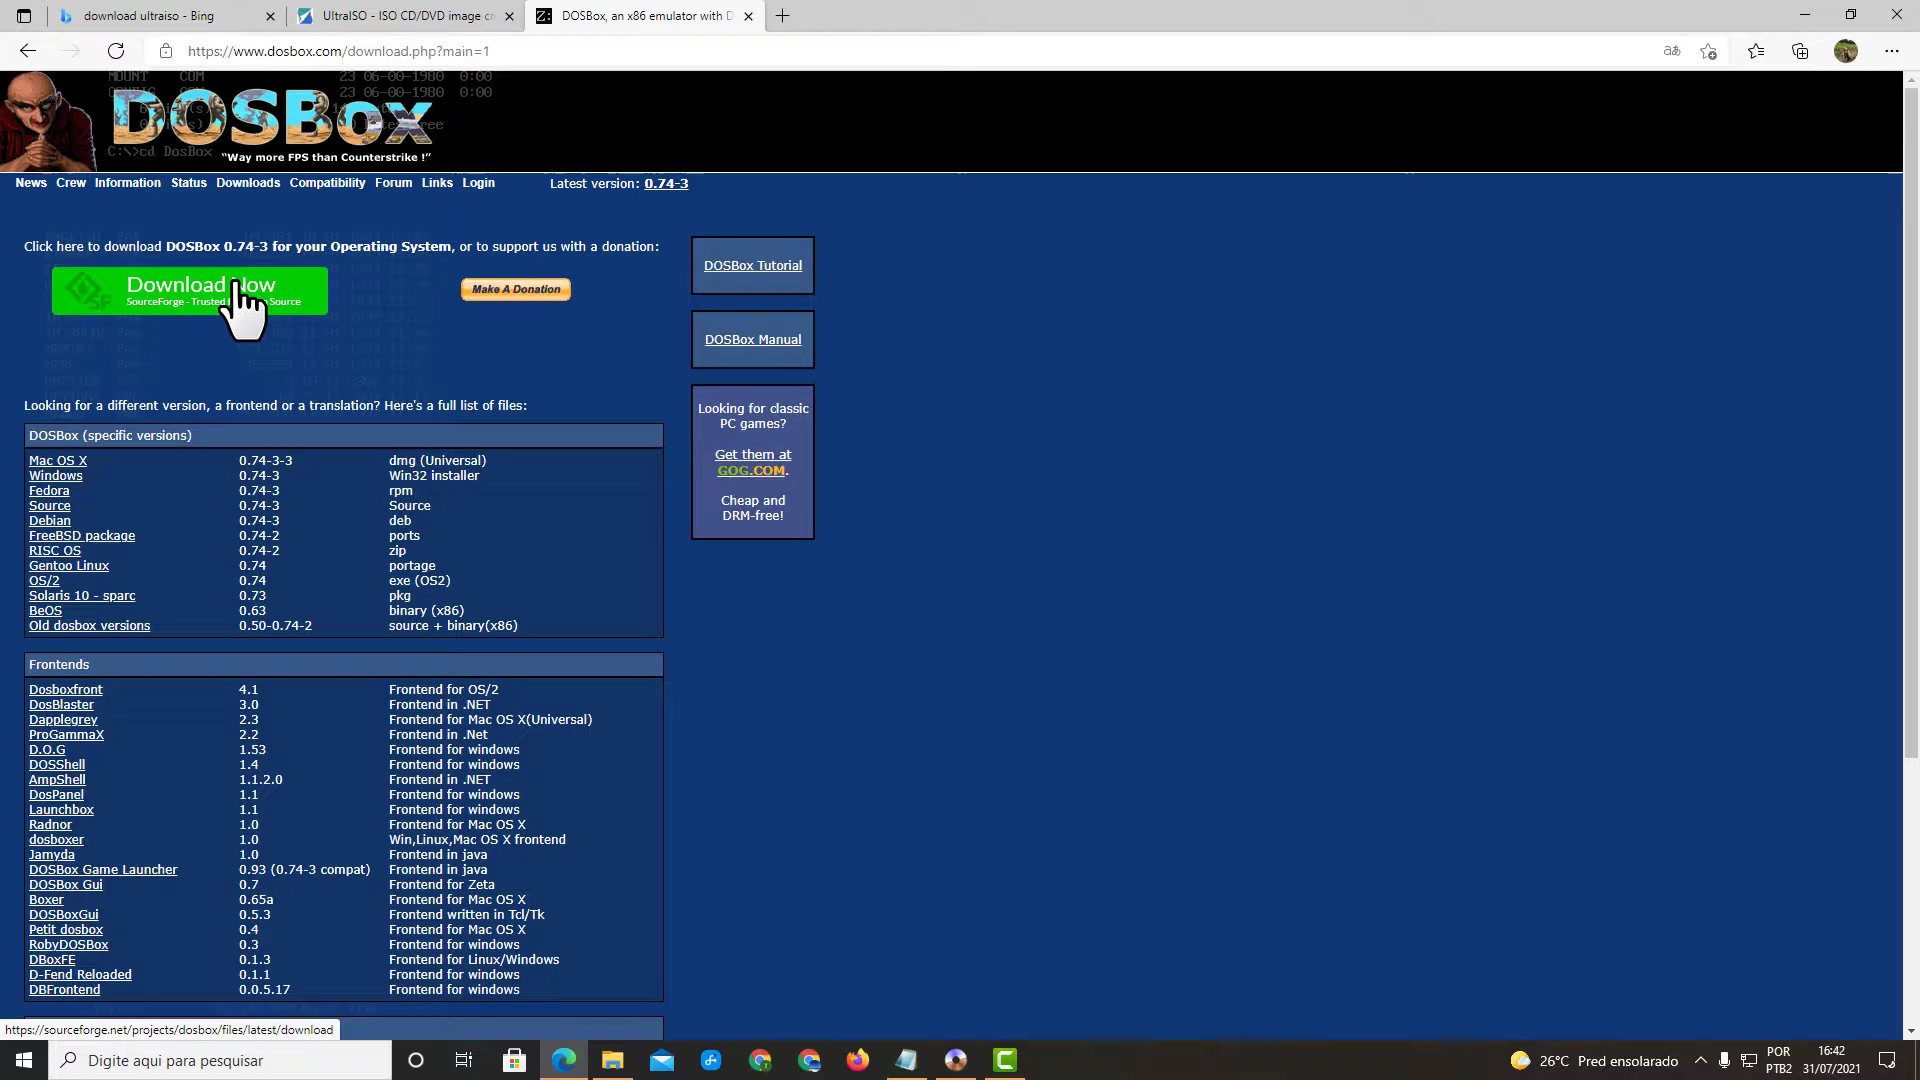 download ultraiso - Bing
UltraISO - ISO CD/DVD image cr
DOSBox, an x86 emulator with D
https://www.dosbox.com/download.php?main=1
MOUNT COM 23 06-00-1980 0:00
23 06-00-1980 0:00
DOSBox
C:\>cd DosBox
"Way more FPS than Counterstrike !"
News Crew Information Status Downloads Compatibility Forum Links Login
Latest version: 0.74-3
Click here to download DOSBox 0.74-3 for your Operating System, or to support us with a donation:
Download Now
SourceForge - Trusted Source
Make A Donation
DOSBox Tutorial
DOSBox Manual
Looking for classic
PC games?
Get them at
GOG.COM.
Cheap and
DRM-free!
Looking for a different version, a frontend or a translation? Here's a full list of files:
DOSBox (specific versions)
Mac OS X 0.74-3-3 dmg (Universal)
Windows 0.74-3 Win32 installer
Fedora 0.74-3 rpm
Source 0.74-3 Source
Debian 0.74-3 deb
FreeBSD package 0.74-2 ports
RISC OS 0.74-2 zip
Gentoo Linux 0.74 portage
OS/2 0.74 exe (OS2)
Solaris 10 - sparc 0.73 pkg
BeOS 0.63 binary (x86)
Old dosbox versions 0.50-0.74-2 source + binary(x86)
Frontends
Dosboxfront 4.1 Frontend for OS/2
DosBlaster 3.0 Frontend in .NET
Dapplegrey 2.3 Frontend for Mac OS X(Universal)
ProGammaX 2.2 Frontend in .Net
D.O.G 1.53 Frontend for windows
DOSShell 1.4 Frontend for windows
AmpShell 1.1.2.0 Frontend in .NET
DosPanel 1.1 Frontend for windows
Launchbox 1.1 Frontend for windows
Radnor 1.0 Frontend for Mac OS X
dosboxer 1.0 Win,Linux,Mac OS X frontend
Jamyda 1.0 Frontend in java
DOSBox Game Launcher 0.93 (0.74-3 compat) Frontend in java
DOSBox Gui 0.7 Frontend for Zeta
Boxer 0.65a Frontend for Mac OS X
DOSBoxGui 0.5.3 Frontend written in Tcl/Tk
Petit dosbox 0.4 Frontend for Mac OS X
RobyDOSBox 0.3 Frontend for windows
DBoxFE 0.1.3 Frontend for Linux/Windows
D-Fend Reloaded 0.1.1 Frontend for windows
DBFrontend 0.0.5.17 Frontend for windows
https://sourceforge.net/projects/dosbox/files/latest/download
Digite aqui para pesquisar
26°C Pred ensolarado
POR
PTB2
16:42
31/07/2021